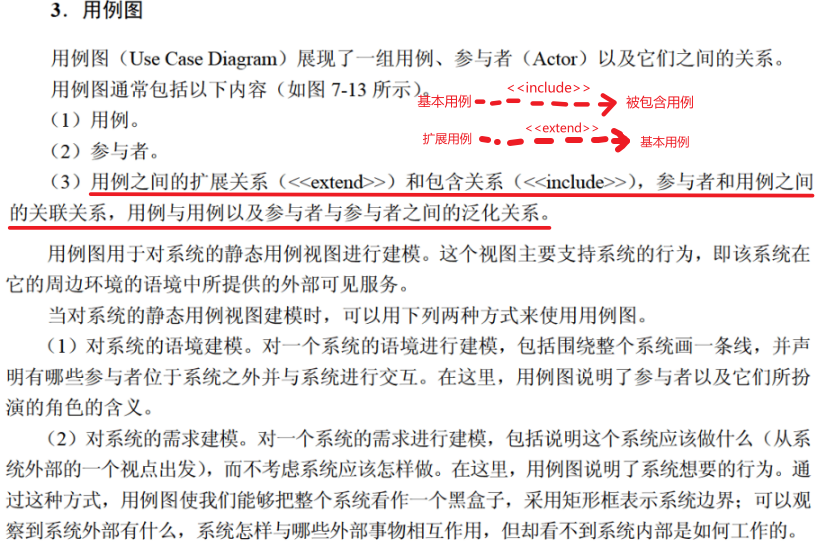 3．用例图
用例图（Use Case Diagram）展现了一组用例、参与者（Actor）以及它们之间的关系。
用例图通常包括以下内容（如图 7-13 所示）。
<<include>>
基本用例
被包含用例
（1）用例。
<<extend>>
扩展用例
基本用例
（2）参与者。
（3）用例之间的扩展关系（<<extend>>）和包含关系（<<include>>），参与者和用例之间
的关联关系，用例与用例以及参与者与参与者之间的泛化关系。
用例图用于对系统的静态用例视图进行建模。这个视图主要支持系统的行为，即该系统在
它的周边环境的语境中所提供的外部可见服务。
当对系统的静态用例视图建模时，可以用下列两种方式来使用用例图。
（1）对系统的语境建模。对一个系统的语境进行建模，包括围绕整个系统画一条线，并声
明有哪些参与者位于系统之外并与系统进行交互。在这里，用例图说明了参与者以及它们所扮
演的角色的含义。
（2）对系统的需求建模。对一个系统的需求进行建模，包括说明这个系统应该做什么（从系
统外部的一个视点出发），而不考虑系统应该怎样做。在这里，用例图说明了系统想要的行为。通
过这种方式，用例图使我们能够把整个系统看作一个黑盒子，采用矩形框表示系统边界；可以观
察到系统外部有什么，系统怎样与哪些外部事物相互作用，但却看不到系统内部是如何工作的。